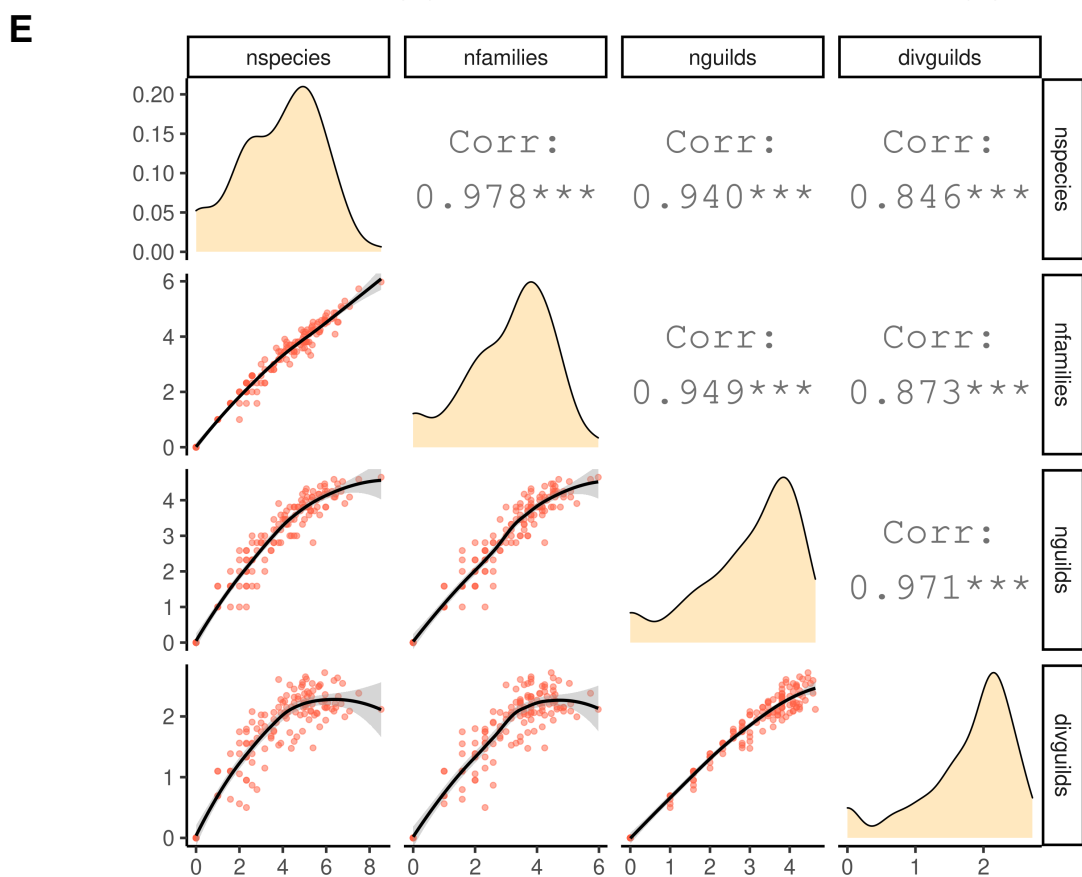 E
nspecies nfamilies nguilds divguilds
0.20
0.15
0.10
0.05
0.00
Corr:
0.978***
Corr:
0.940***
Corr:
0.846***
nspecies
6
4
2
0
Corr:
0.949***
Corr:
0.873***
nfamilies
4
3
2
1
0
Corr:
0.971***
nguilds
2
1
0
divguilds
0 2 4 6 8
0 2 4 6
0 1 2 3 4
0 1 2